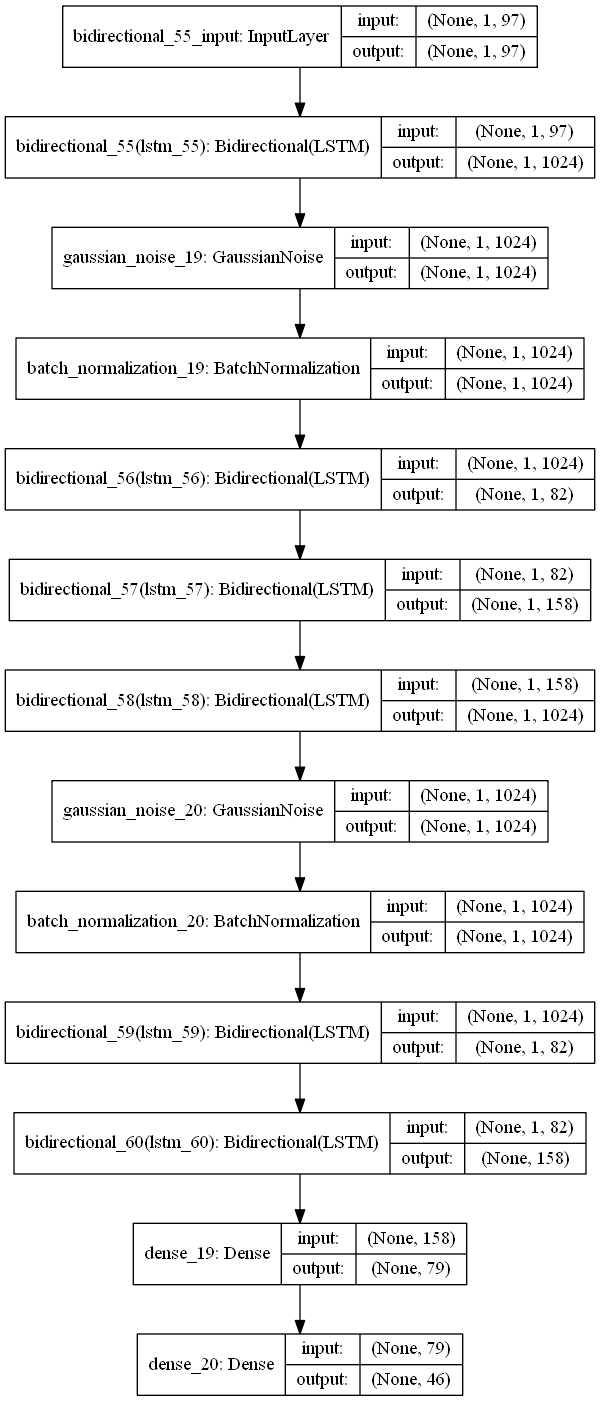 bidirectional_55_input: InputLayer input: (None, 1, 97)
output: (None, 1, 97)
bidirectional_55(lstm_55): Bidirectional(LSTM) input: (None, 1, 97)
output: (None, 1, 1024)
gaussian_noise_19: GaussianNoise input: (None, 1, 1024)
output: (None, 1, 1024)
batch_normalization_19: BatchNormalization input: (None, 1, 1024)
output: (None, 1, 1024)
bidirectional_56(lstm_56): Bidirectional(LSTM) input: (None, 1, 1024)
output: (None, 1, 82)
bidirectional_57(lstm_57): Bidirectional(LSTM) input: (None, 1, 82)
output: (None, 1, 158)
bidirectional_58(lstm_58): Bidirectional(LSTM) input: (None, 1, 158)
output: (None, 1, 1024)
gaussian_noise_20: GaussianNoise input: (None, 1, 1024)
output: (None, 1, 1024)
batch_normalization_20: BatchNormalization input: (None, 1, 1024)
output: (None, 1, 1024)
bidirectional_59(lstm_59): Bidirectional(LSTM) input: (None, 1, 1024)
output: (None, 1, 82)
bidirectional_60(lstm_60): Bidirectional(LSTM) input: (None, 1, 82)
output: (None, 158)
dense_19: Dense input: (None, 158)
output: (None, 79)
dense_20: Dense input: (None, 79)
output: (None, 46)